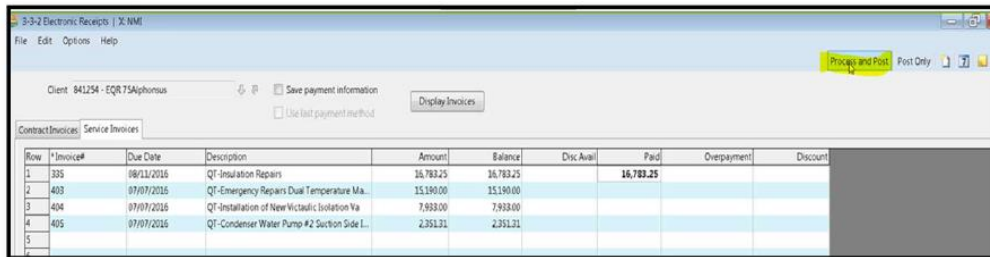 3-3-2 Electronic Receipts | X: NMI
File Edit Options Help
Process and Post Post Only
Client 841254 - EQR 75Alphonsus
Save payment information
Use last payment method
Display Invoices
Contract Invoices Service Invoices
Row *Invoice# Due Date Description Amount Balance Disc Avail Paid Overpayment Discount
1 335 08/11/2016 QT-Insulation Repairs 16,783.25 16,783.25 16,783.25
2 403 07/07/2016 QT-Emergency Repairs Dual Temperature Ma... 15,190.00 15,190.00
3 404 07/07/2016 QT-Installation of New Victaulic Isolation Va 7,933.00 7,933.00
4 405 07/07/2016 QT-Condenser Water Pump #2 Suction Side I... 2,351.31 2,351.31
5